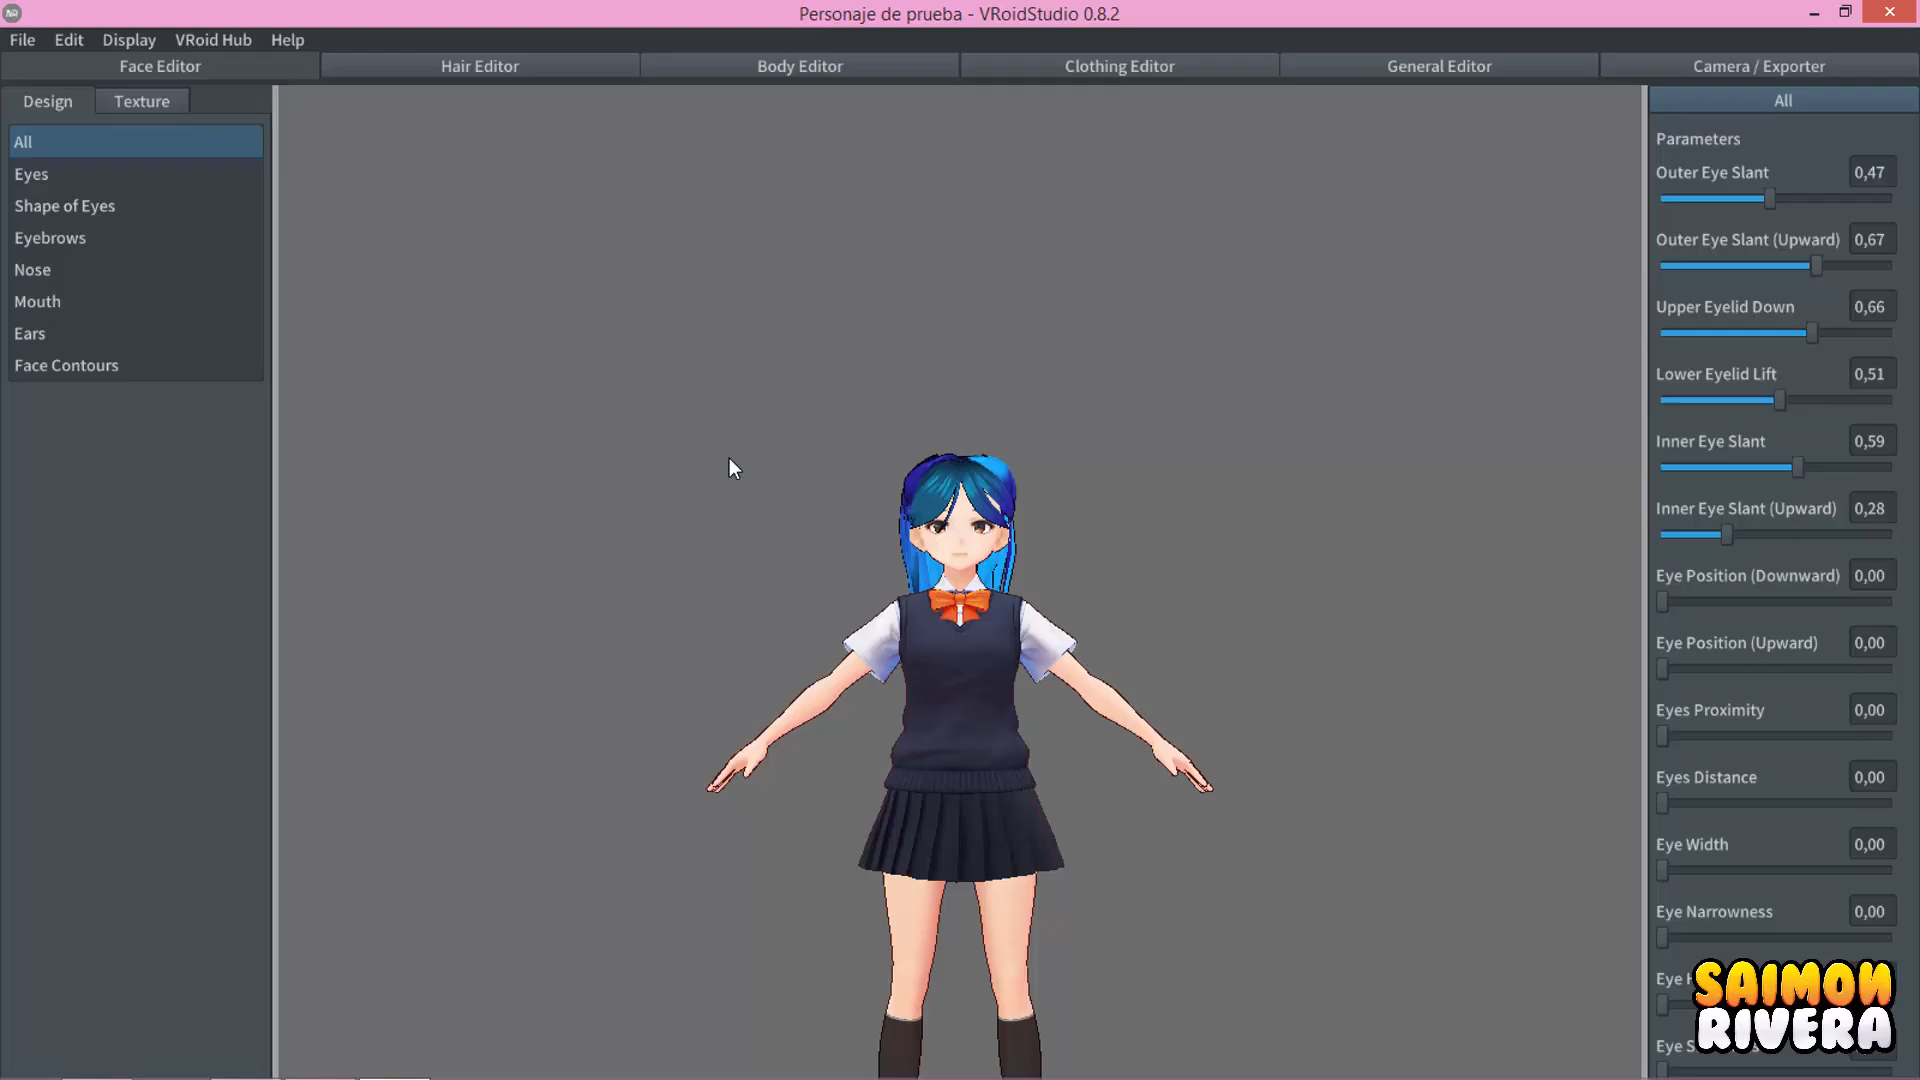 Personaje de prueba - VRoidStudio 0.8.2
File Edit Display VRoid Hub Help
Face Editor Hair Editor Body Editor Clothing Editor General Editor Camera / Exporter
Design Texture
All
Eyes
Shape of Eyes
Eyebrows
Nose
Mouth
Ears
Face Contours
All
Parameters
Outer Eye Slant 0,47
Outer Eye Slant (Upward) 0,67
Upper Eyelid Down 0,66
Lower Eyelid Lift 0,51
Inner Eye Slant 0,59
Inner Eye Slant (Upward) 0,28
Eye Position (Downward) 0,00
Eye Position (Upward) 0,00
Eyes Proximity 0,00
Eyes Distance 0,00
Eye Width 0,00
Eye Narrowness 0,00
Eye
Eye
SAIMON
RIVERA